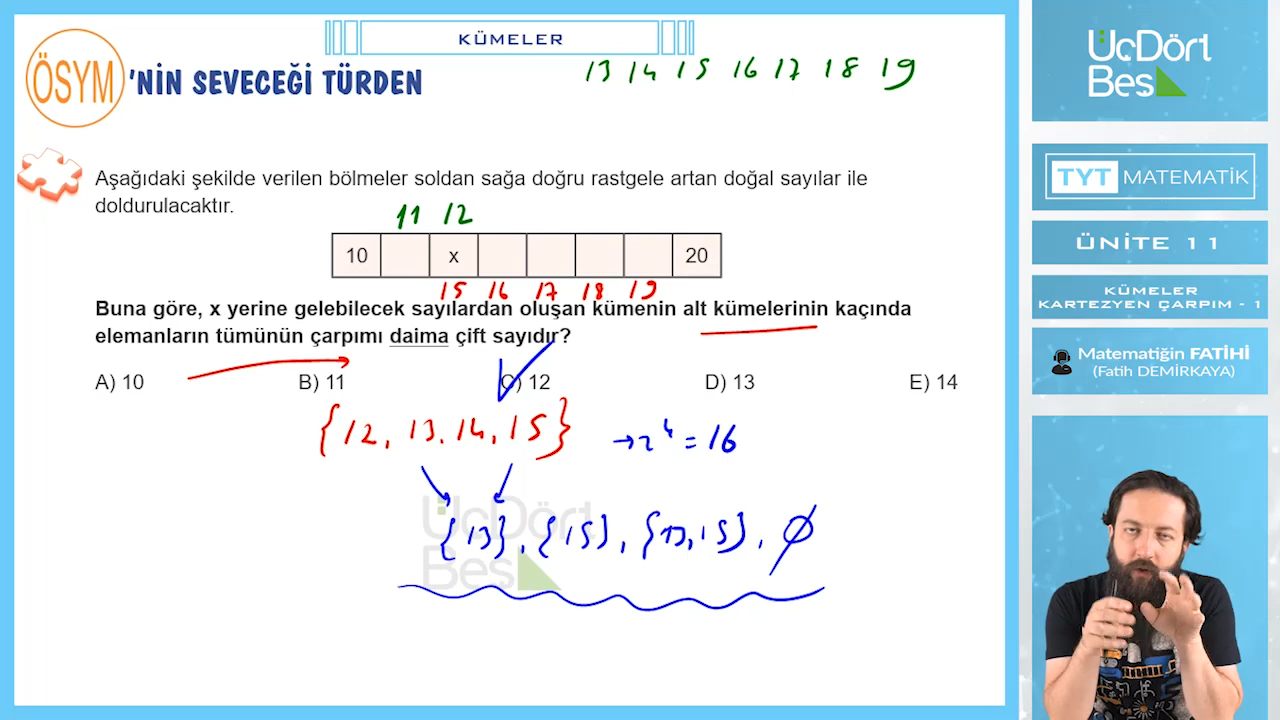 KÜMELER
ÖSYM'NİN SEVECEĞİ TÜRDEN
13 14 15 16 17 18 19
Aşağıdaki şekilde verilen bölmeler soldan sağa doğru rastgele artan doğal sayılar ile
doldurulacaktır.
11 12
10 x 20
15 16 17 18 19
Buna göre, x yerine gelebilecek sayılardan oluşan kümenin alt kümelerinin kaçında
elemanların tümünün çarpımı daima çift sayıdır?
A) 10 B) 11 C) 12 D) 13 E) 14
{12, 13, 14, 15} → 2⁴ = 16
{13}, {15}, {13, 15}, ∅
ÜçDört
Beş
ÜçDört
Beş
TYT MATEMATİK
ÜNİTE 11
KÜMELER
KARTEZYEN ÇARPIM - 1
Matematiğin FATİHİ
(Fatih DEMİRKAYA)